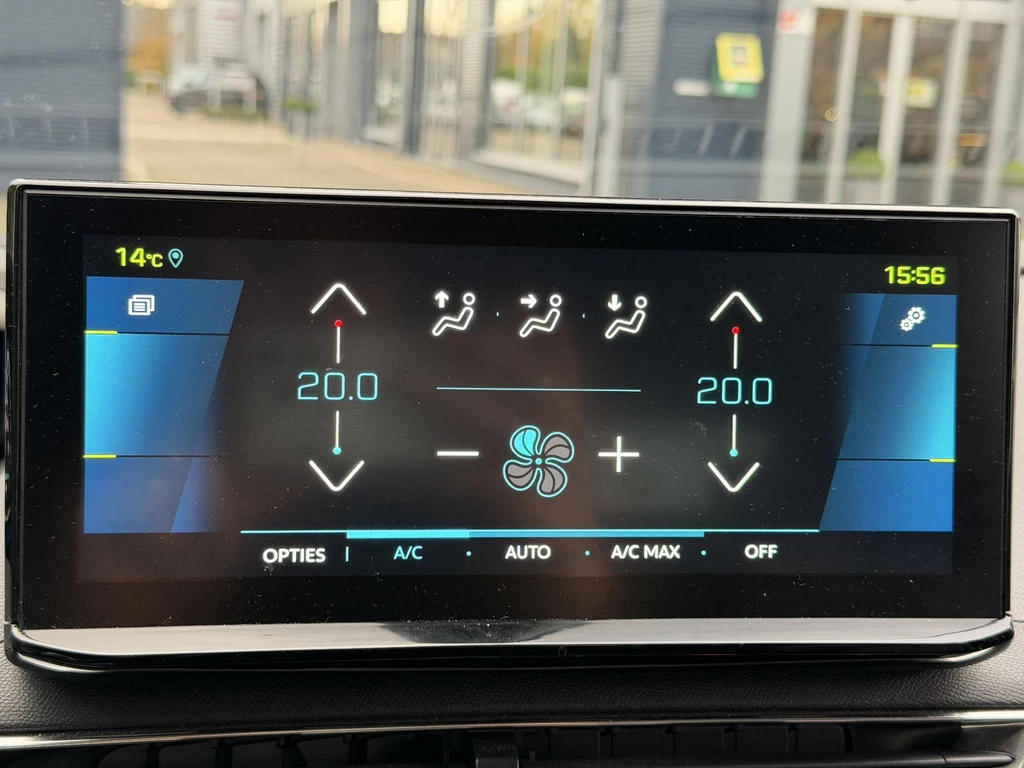 14°C
15:56
20.0
20.0
OPTIES A/C AUTO A/C MAX OFF